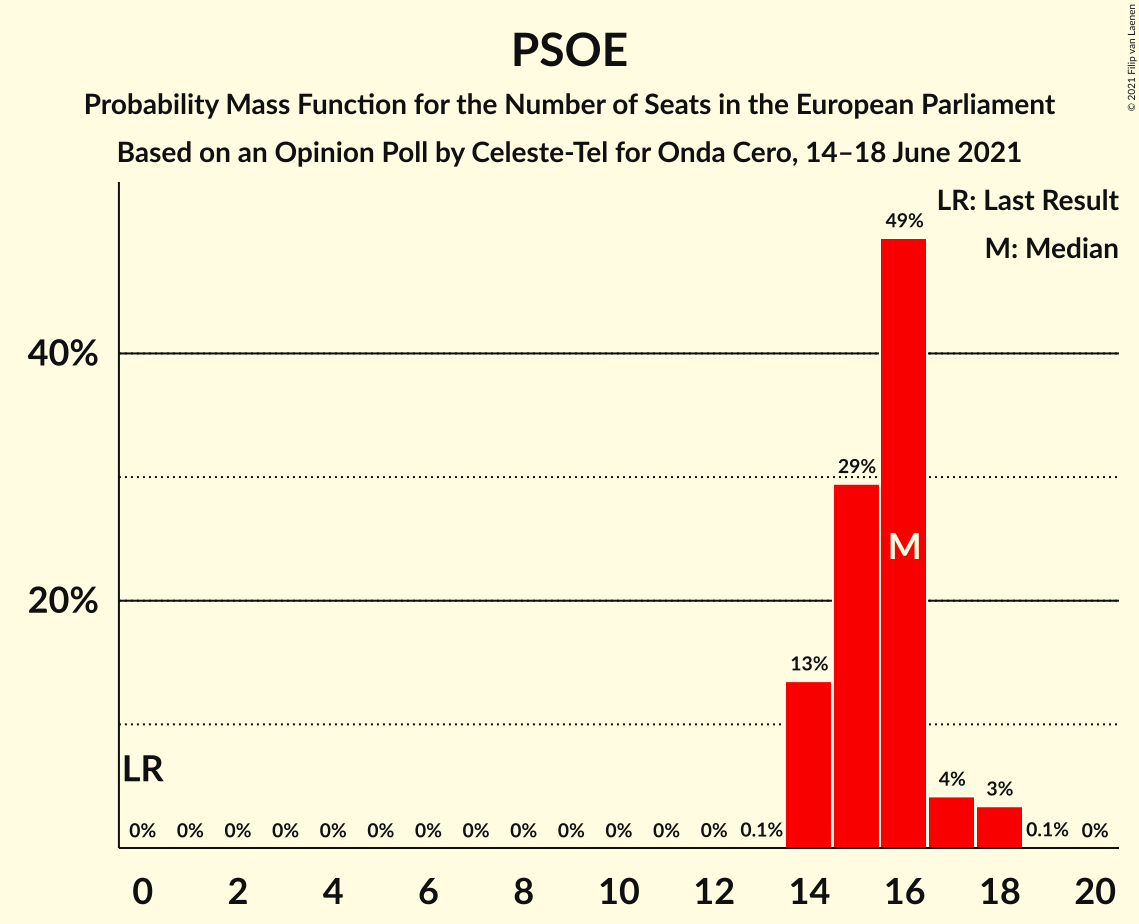 PSOE
Probability Mass Function for the Number of Seats in the European Parliament
Based on an Opinion Poll by Celeste-Tel for Onda Cero, 14–18 June 2021
© 2021 Filip van Laenen
LR: Last Result
M: Median
49%
40%
29%
M
20%
13%
LR
4%
3%
0% 0% 0% 0% 0% 0% 0% 0% 0% 0% 0% 0% 0% 0.1% 0.1% 0%
0 2 4 6 8 10 12 14 16 18 20